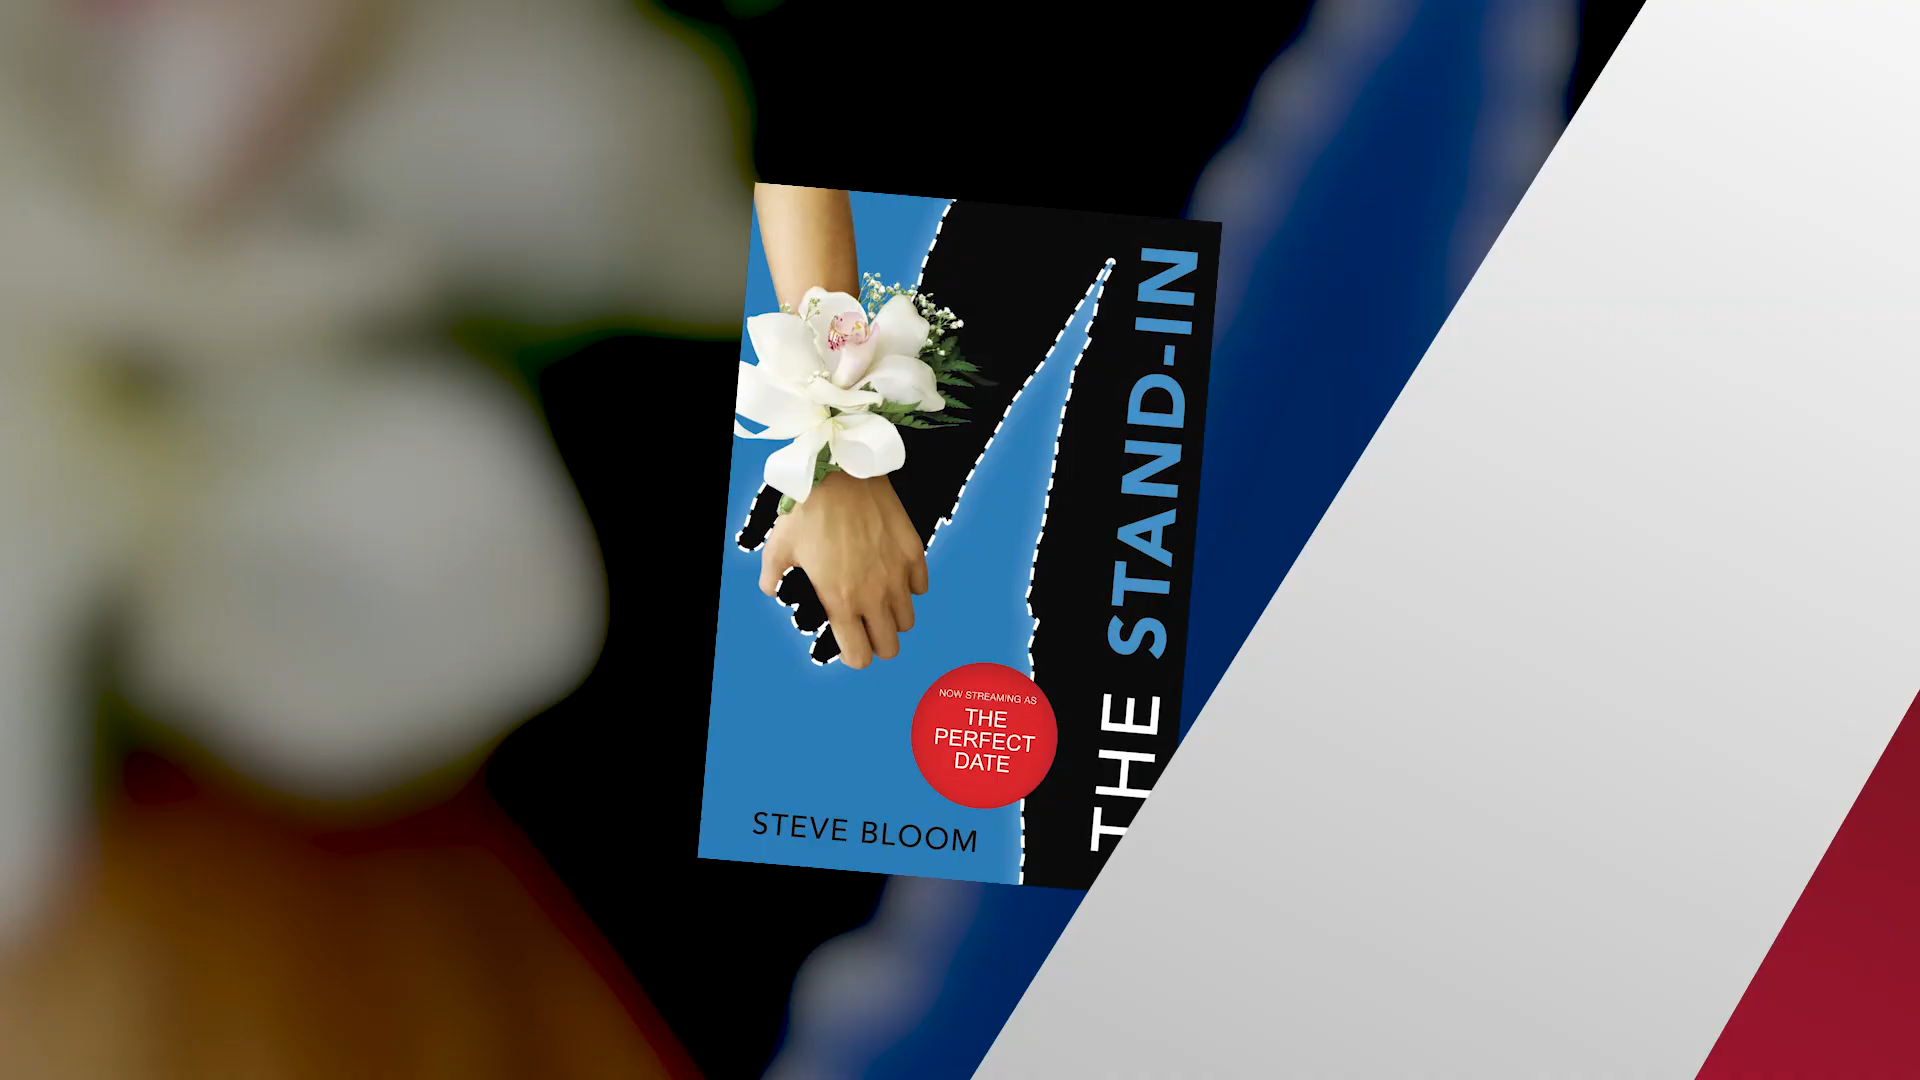 THE STAND-IN
NOW STREAMING AS
THE
PERFECT
DATE
STEVE BLOOM